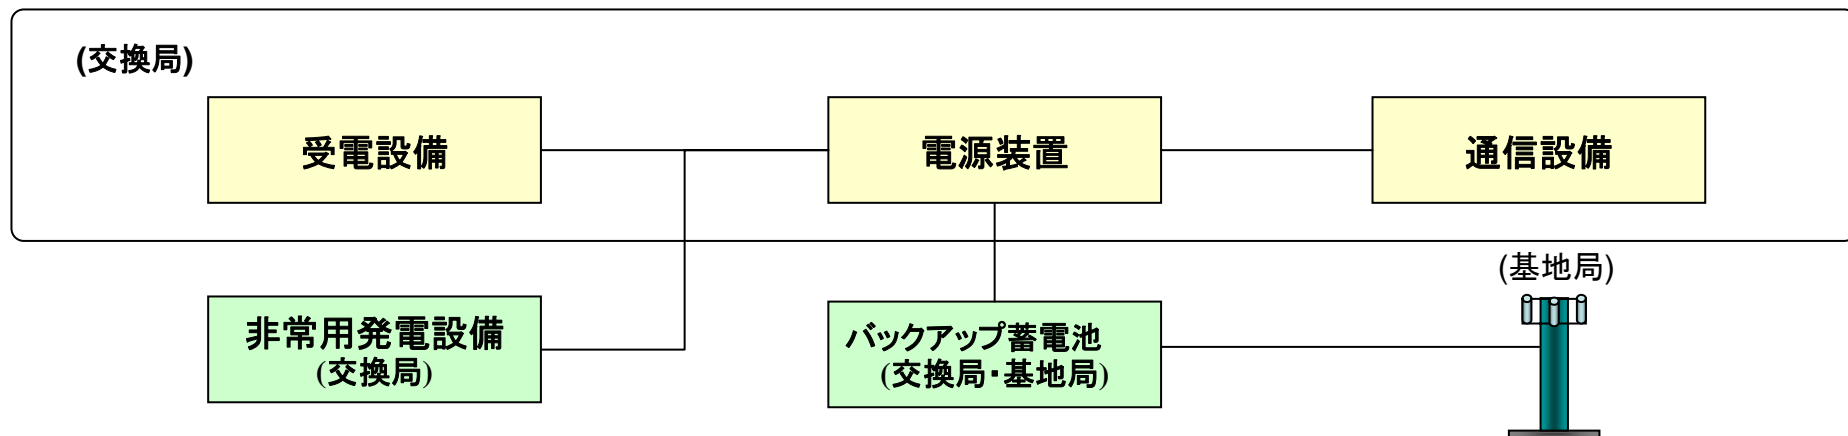 (交換局)
受電設備
電源装置
通信設備
(基地局)
非常用発電設備
(交換局)
バックアップ蓄電池
(交換局・基地局)